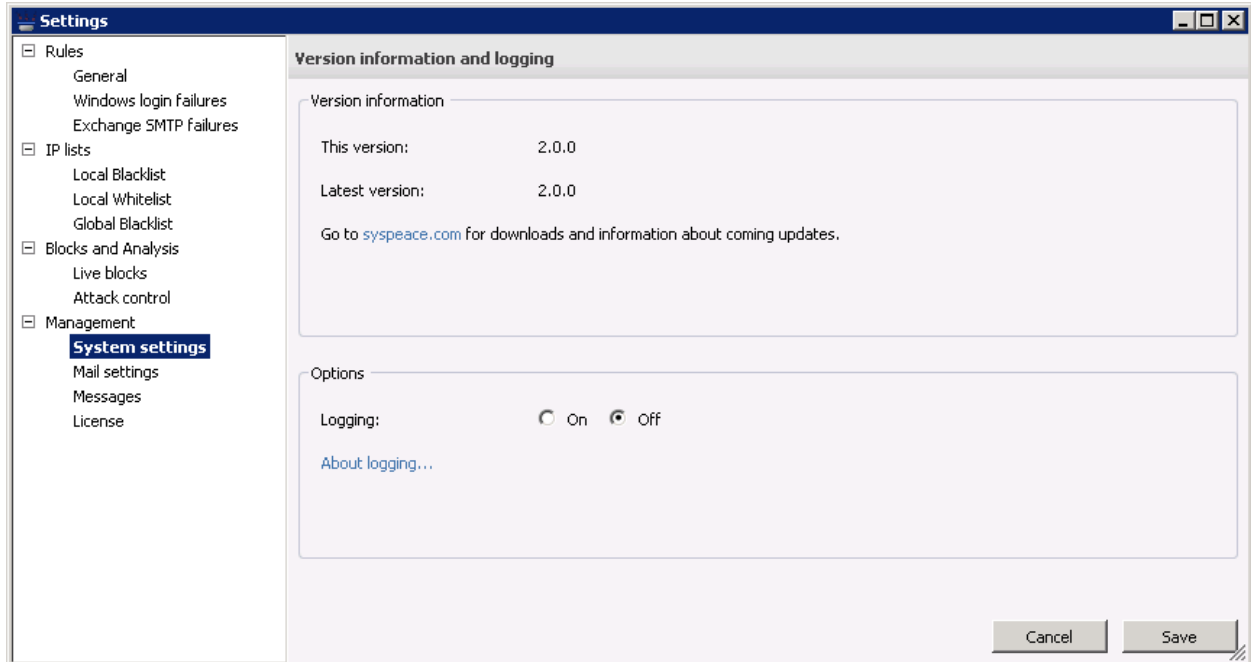 Settings
Rules
General
Windows login failures
Exchange SMTP failures
IP lists
Local Blacklist
Local Whitelist
Global Blacklist
Blocks and Analysis
Live blocks
Attack control
Management
System settings
Mail settings
Messages
License
Version information and logging
Version information
This version: 2.0.0
Latest version: 2.0.0
Go to syspeace.com for downloads and information about coming updates.
Options
Logging: On Off
About logging...
Cancel Save